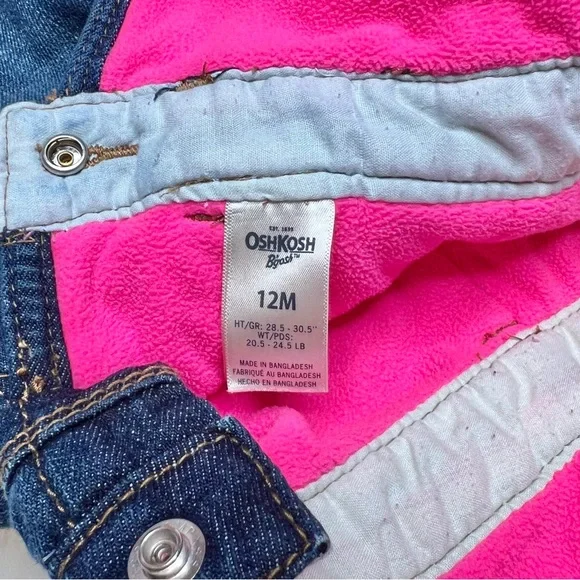 EST. 1895
OSHKOSH
B'gosh™
12M
HT/GR: 28.5 - 30.5"
WT/PDS:
20.5 - 24.5 LB
MADE IN BANGLADESH
FABRIQUÉ AU BANGLADESH
HECHO EN BANGLADESH